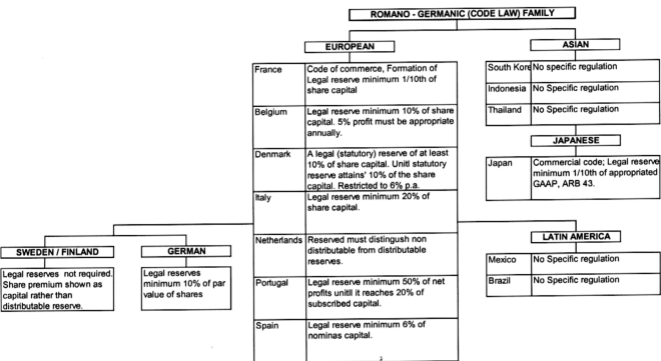 ROMANO - GERMANIC (CODE LAW) FAMILY
EUROPEAN
France
Code of commerce, Formation of
Legal reserve minimum 1/10th of
share capital
Belgium
Legal reserve minimum 10% of share
capital. 5% profit must be appropriate
annually.
Denmark
A legal (statutory) reserve of at least
10% of share capital. Unitl statutory
reserve attains' 10% of the share
capital. Restricted to 6% p.a.
Italy
Legal reserve minimum 20% of
share capital.
Netherlands
Reserved must distingush non
distributable from distributable
reserves.
Portugal
Legal reserve minimum 50% of net
profits unitll it reaches 20% of
subscribed capital.
Spain
Legal reserve minimum 6% of
nominas capital.
ASIAN
South Kore
No specific regulation
Indonesia
No Specific regulation
Thailand
No Specific regulation
JAPANESE
Japan
Commercial code; Legal reserve
minimum 1/10th of appropriated
GAAP, ARB 43.
SWEDEN / FINLAND
Legal reserves not required.
Share premium shown as
capital rather than
distributable reserve.
GERMAN
Legal reserves
minimum 10% of par
value of shares
LATIN AMERICA
Mexico
No Specific regulation
Brazil
No Specific regulation